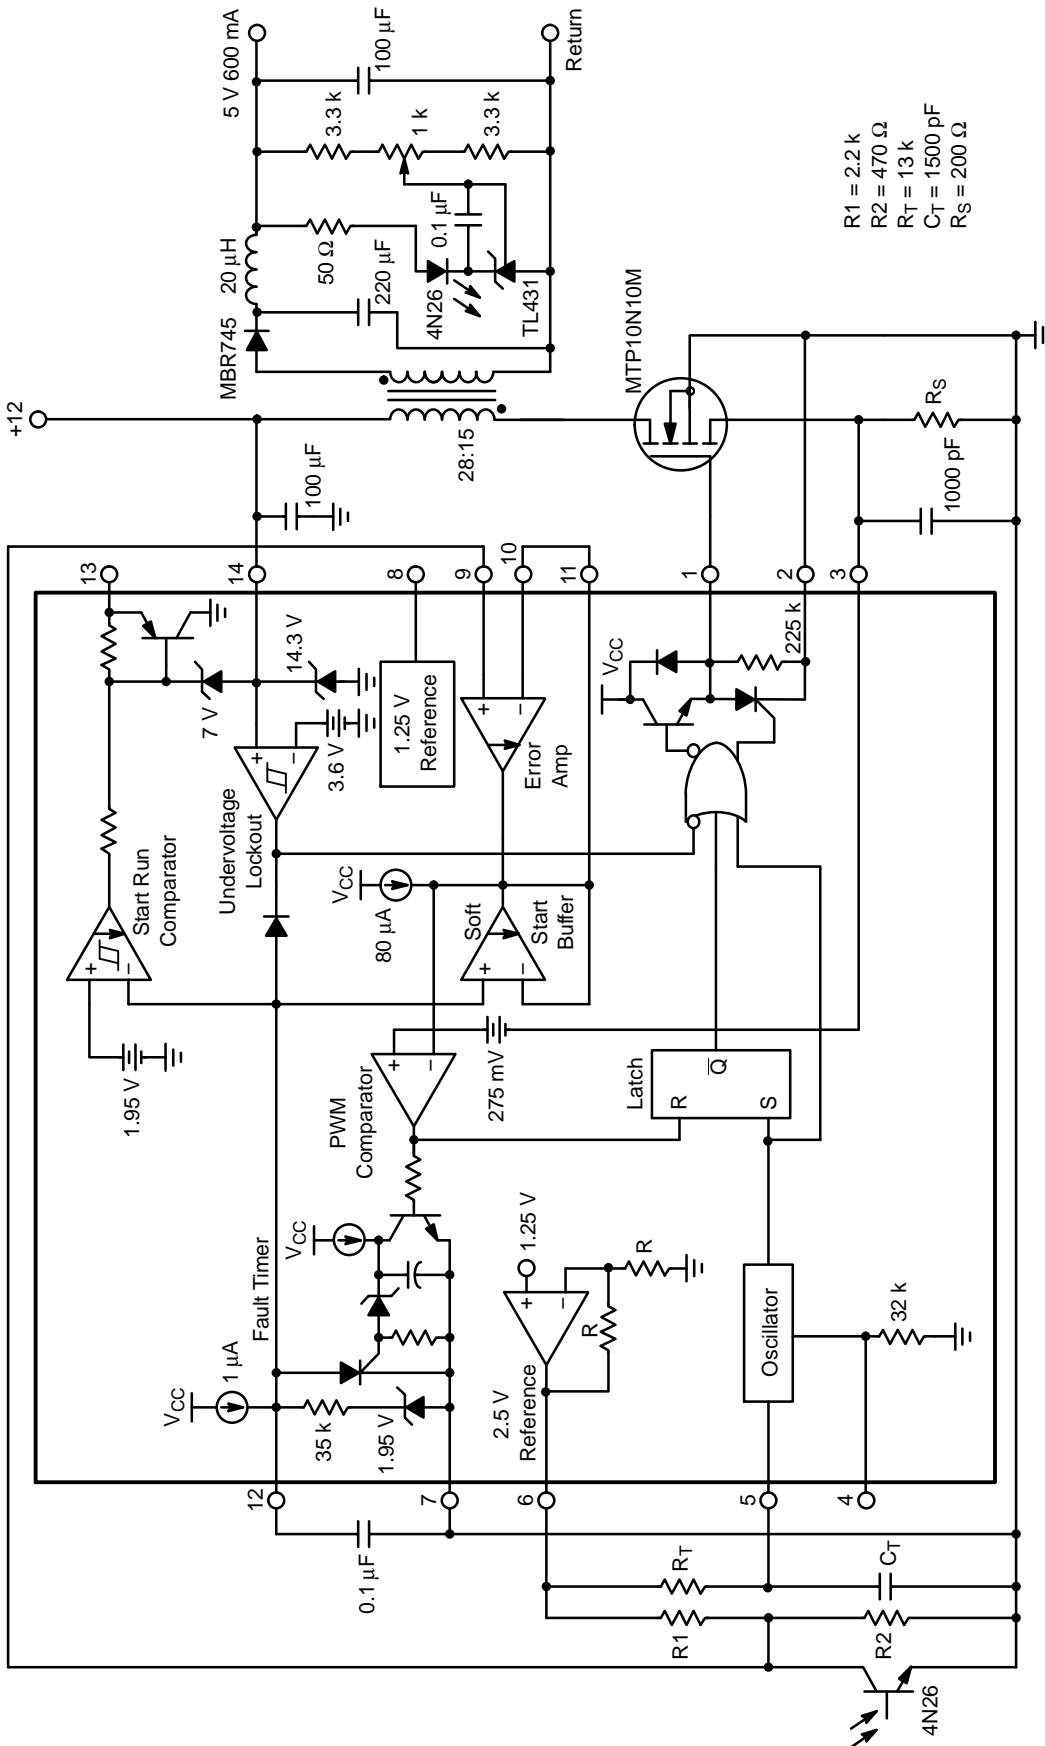 +12
5 V 600 mA
MBR745
20 µH
50 Ω
3.3 k
1 k
3.3 k
100 µF
Return
220 µF
0.1 µF
4N26
TL431
28:15
100 µF
MTP10N10M
RS
1000 pF
R1 = 2.2 k
R2 = 470 Ω
RT = 13 k
CT = 1500 pF
RS = 200 Ω
13
14
8
9
10
11
1
2
3
7 V
14.3 V
1.25 V
Reference
+
–
Error
Amp
VCC
225 k
+
–
Start Run
Comparator
1.95 V
Undervoltage
Lockout
+
–
3.6 V
VCC
80 µA
Soft
Start
Buffer
+
–
PWM
Comparator
+
–
275 mV
Latch
R
S
Q
VCC
1 µA
Fault Timer
VCC
35 k
1.95 V
2.5 V
Reference
+
–
1.25 V
R
R
Oscillator
32 k
12
7
6
5
4
0.1 µF
R1
RT
R2
CT
4N26